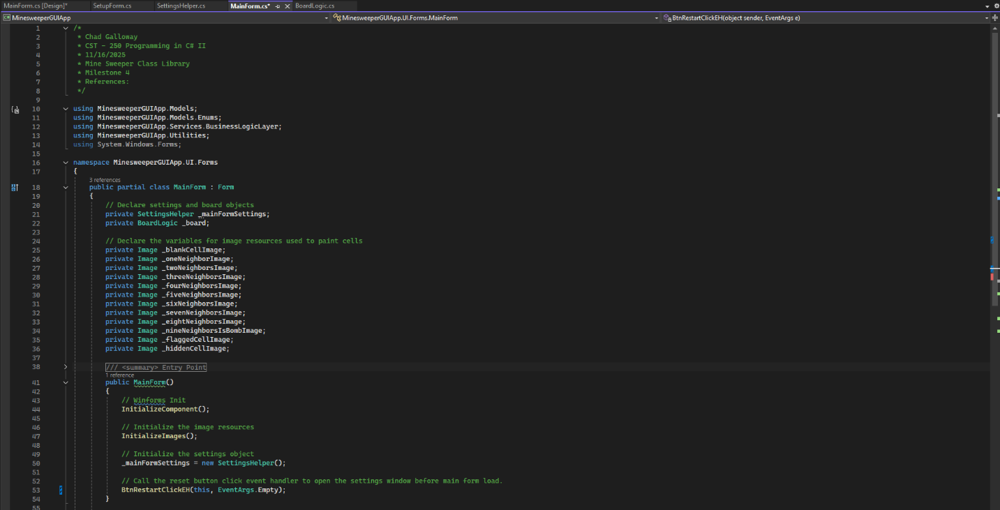 MainForm.cs [Design]* SetupForm.cs SettingsHelper.cs MainForm.cs* BoardLogic.cs
MinesweeperGUIApp MinesweeperGUIApp.UI.Forms.MainForm BtnRestartClickEH(object sender, EventArgs e)
1 /*
2 * Chad Galloway
3 * CST - 250 Programming in C# II
4 * 11/16/2025
5 * Mine Sweeper Class Library
6 * Milestone 4
7 * References:
8 */
9
10 using MinesweeperGUIApp.Models;
11 using MinesweeperGUIApp.Models.Enums;
12 using MinesweeperGUIApp.Services.BusinessLogicLayer;
13 using MinesweeperGUIApp.Utilities;
14 using System.Windows.Forms;
15
16 namespace MinesweeperGUIApp.UI.Forms
17 {
3 references
18 public partial class MainForm : Form
19 {
20 // Declare settings and board objects
21 private SettingsHelper _mainFormSettings;
22 private BoardLogic _board;
23
24 // Declare the variables for image resources used to paint cells
25 private Image _blankCellImage;
26 private Image _oneNeighborImage;
27 private Image _twoNeighborsImage;
28 private Image _threeNeighborsImage;
29 private Image _fourNeighborsImage;
30 private Image _fiveNeighborsImage;
31 private Image _sixNeighborsImage;
32 private Image _sevenNeighborsImage;
33 private Image _eightNeighborsImage;
34 private Image _nineNeighborsIsBombImage;
35 private Image _flaggedCellImage;
36 private Image _hiddenCellImage;
37
38 /// <summary> Entry Point
1 reference
41 public MainForm()
42 {
43 // Winforms Init
44 InitializeComponent();
45
46 // Initialize the image resources
47 InitializeImages();
48
49 // Initialize the settings object
50 _mainFormSettings = new SettingsHelper();
51
52 // Call the reset button click event handler to open the settings window before main form load.
53 BtnRestartClickEH(this, EventArgs.Empty);
54 }
55